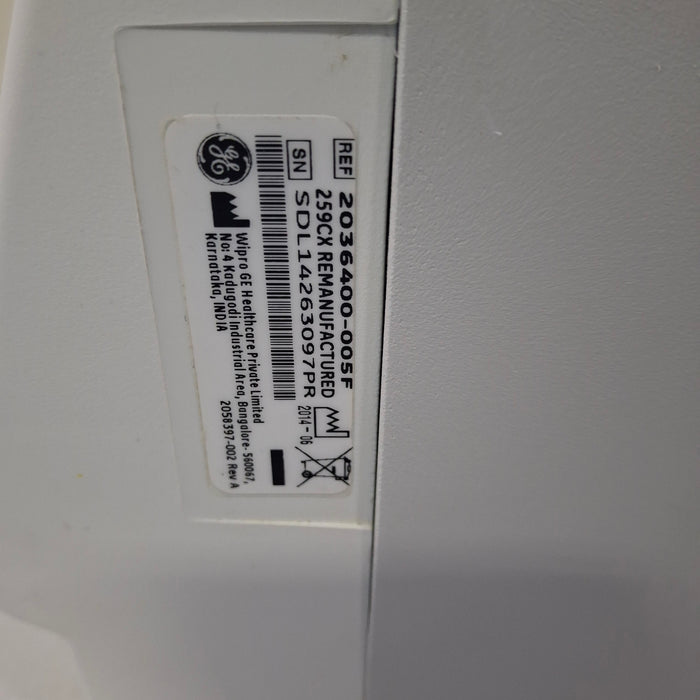 REF 2036400-005F
259CX REMANUFACTURED
SN SDL14263097PR
2014-06
GE
Wipro GE Healthcare Private Limited
No: 4 Kadugodi Industrial Area, Bangalore- 560067,
Karnataka, INDIA
2058397-002 Rev A